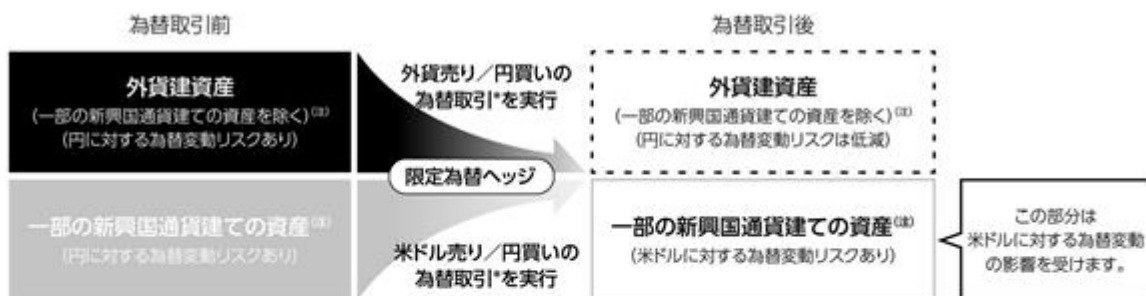 為替取引前
為替取引後
外貨建資産
(一部の新興国通貨建ての資産を除く)(注)
(円に対する為替変動リスクあり)
外貨売り／円買いの
為替取引*を実行
外貨建資産
(一部の新興国通貨建ての資産を除く)(注)
(円に対する為替変動リスクは低減)
限定為替ヘッジ
一部の新興国通貨建ての資産(注)
(円に対する為替変動リスクあり)
米ドル売り／円買いの
為替取引*を実行
一部の新興国通貨建ての資産(注)
(米ドルに対する為替変動リスクあり)
この部分は
米ドルに対する為替変動
の影響を受けます。